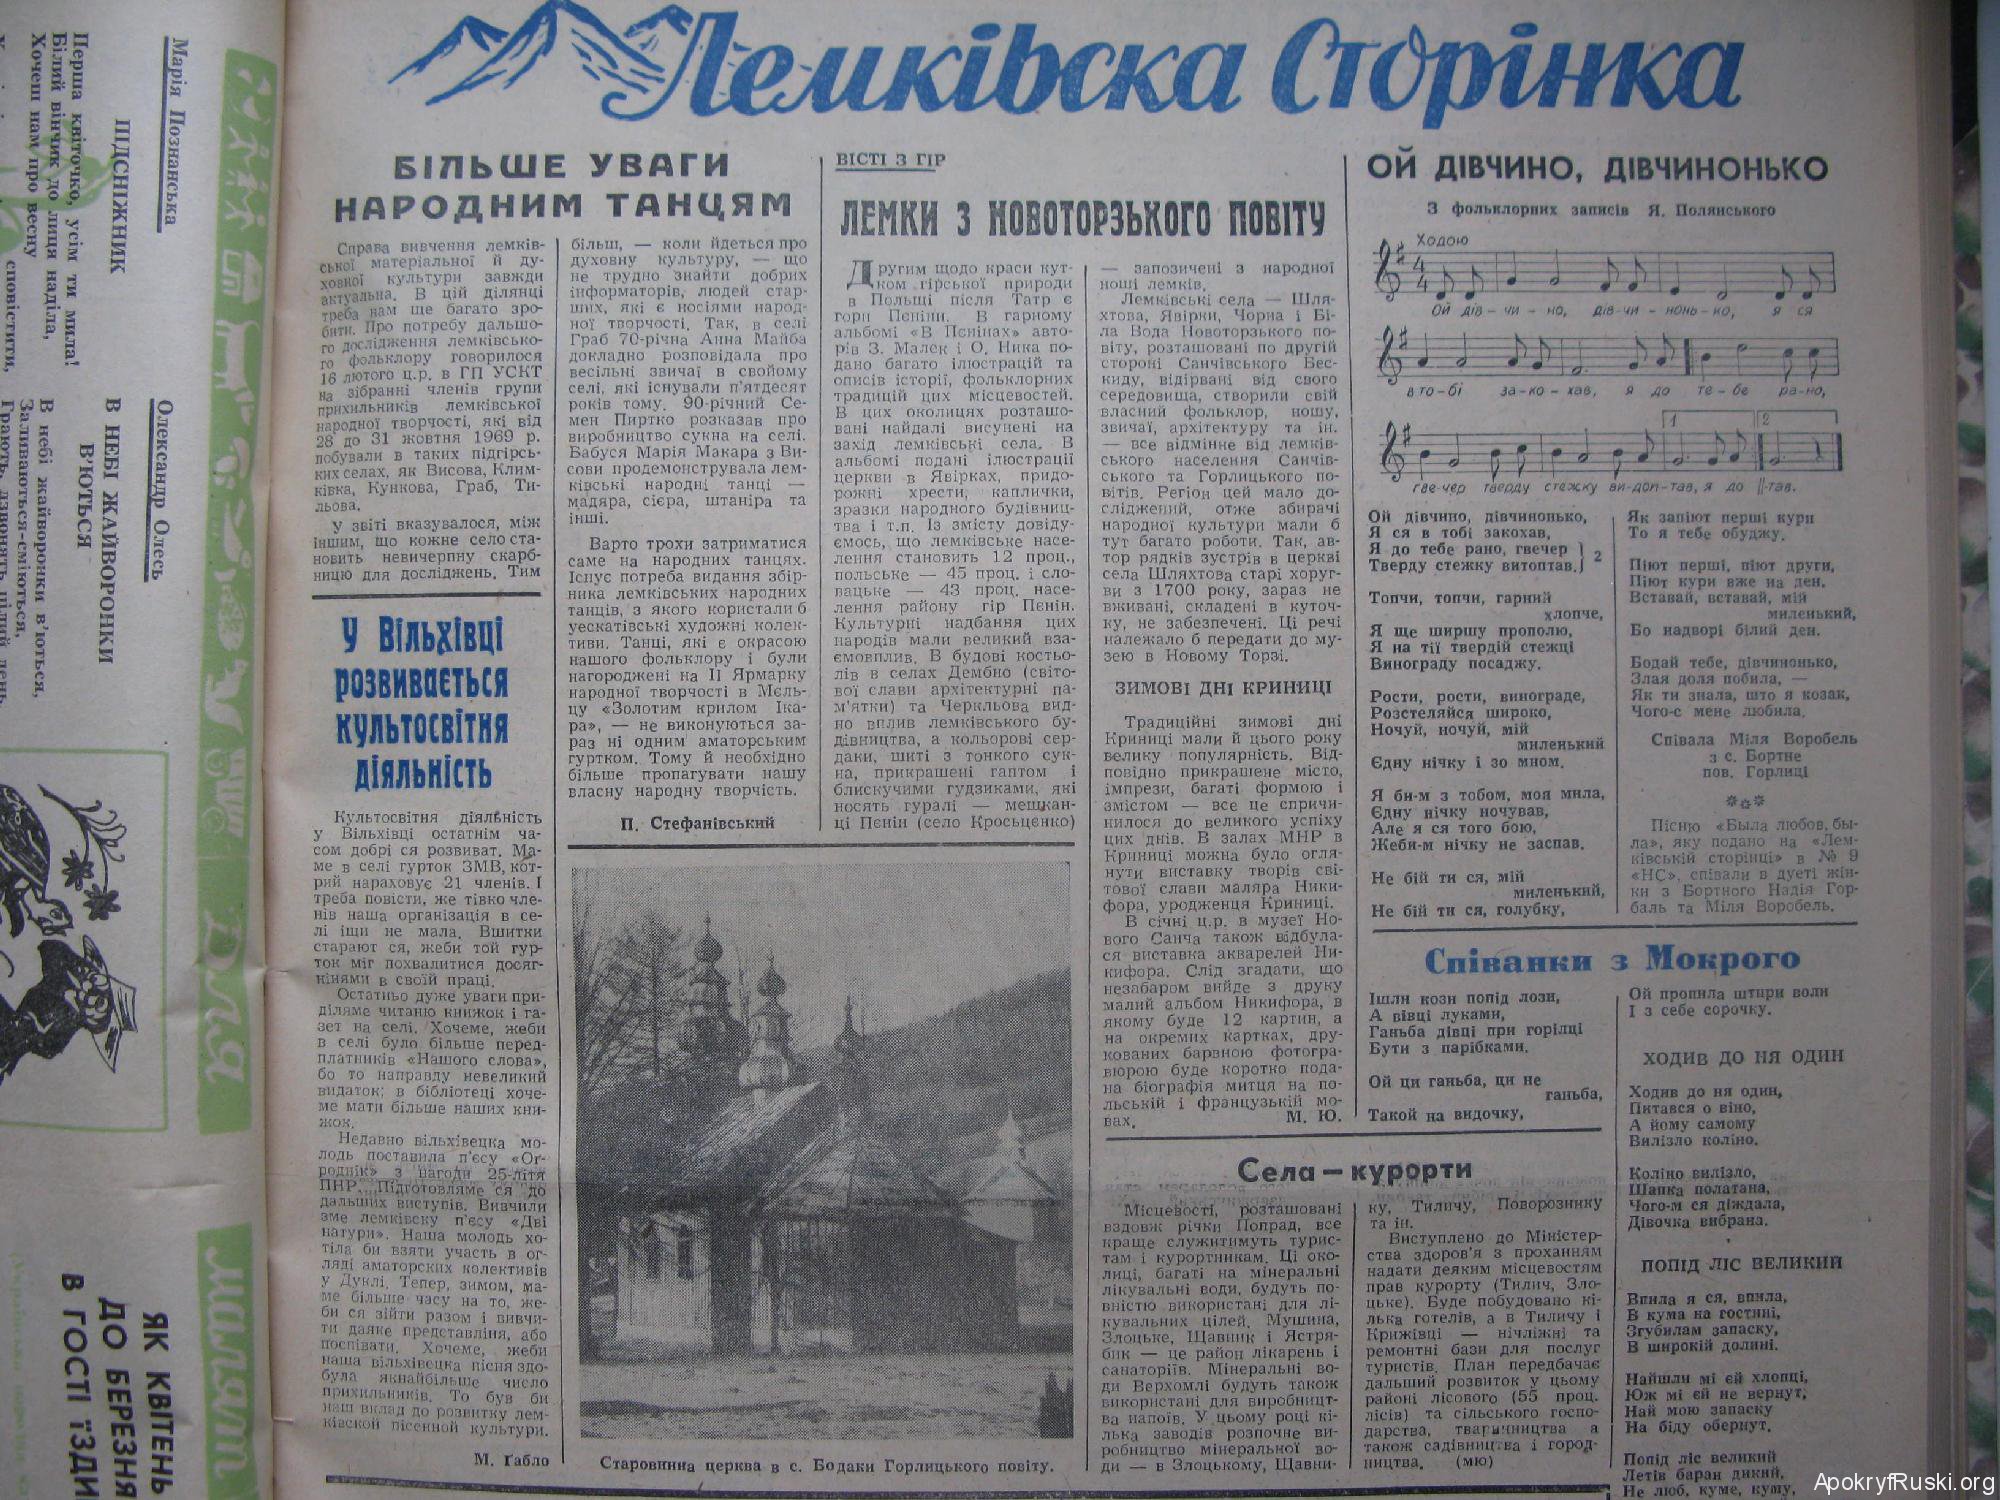 Лемківска Сторінка
БІЛЬШЕ УВАГИ
НАРОДНИМ ТАНЦЯМ
Справа вивчення лемків-
ської матеріальної й ду-
ховної культури завжди
актуальна. В цій ділянці
треба нам ще багато зро-
бити. Про потребу дальшо-
го дослідження лемківсько-
го фольклору говорилося
16 лютого ц.р. в ГП УСКТ
на зібранні членів групи
прихильників лемківської
народної творчості, які від
28 до 31 жовтня 1969 р.
побували в таких підгірсь-
ких селах, як Висова, Клим-
ківка, Кункова, Граб, Ти-
льова.
У звіті вказувалося, між
іншим, що кожне село ста-
новить невичерпну скарб-
ницю для досліджень. Тим
більш, — коли йдеться про
духовну культуру, — що
не трудно знайти добрих
інформаторів, людей стар-
ших, які є носіями народ-
ної творчості. Так, в селі
Граб 70-річна Анна Майба
докладно розповідала про
весільні звичаї в свойому
селі, які існували п'ятдесят
років тому. 90-річний Се-
мен Пиртко розказав про
виробництво сукна на селі.
Бабуся Марія Макара з Ви-
сови продемонструвала лем-
ківські народні танці —
мадяра, сієра, штаніра та
інші.
Варто трохи затриматися
саме на народних танцях.
Існує потреба видання збір-
ника лемківських народних
танців, з якого користали б
ускатівські художні колек-
тиви. Танці, які є окрасою
нашого фольклору і були
нагороджені на II Ярмарку
народної творчості в Мєль-
цу «Золотим крилом Іка-
ра», — не виконуються за-
раз ні одним аматорським
гуртком. Тому й необхідно
більше пропагувати нашу
власну народну творчість.
П. Стефанівський
У Вільхівці
розвивається
культосвітня
діяльність
Культосвітня діяльність
у Вільхівці остатнім ча-
сом добрі ся розвиват. Ма-
ме в селі гурток ЗМВ, кот-
рий нараховує 21 членів. І
треба повісти, же тівко чле-
нів наша організація в се-
лі іщи не мала. Вшитки
старают ся, жеби той гур-
ток міг похвалитися досяг-
нінями в своїй праці.
Остатньо дуже уваги при-
діляме читаню книжок і га-
зет на селі. Хочеме, жеби
в селі було більше перед-
платників «Нашого слова»,
бо то направду невеликий
видаток; в бібліотеці хоче-
ме мати більше наших кни-
жок.
Недавно вільхівецка мо-
лодь поставила п'єсу «Ог-
роднік» з нагоди 25-ліття
ПНР. Підготовляме ся до
дальших виступів. Вивчили
зме лемківску п'єсу «Дві
натури». Наша молодь хо-
тіла би взяти участь в ог-
ляді аматорских колективів
у Дуклі. Тепер, зимом, ма-
ме більше часу на то, же-
би ся зійти разом і вивчи-
ти даяке представліня, або
поспівати. Хочеме, жеби
наша вільхівецка пісня здо-
була якнайбільше число
прихильників. То був би
наш вклад до розвитку лем-
ківской пісенной культури.
М. Ґабло
Старовинна церква в с. Бодаки Горлицького повіту.
ВІСТІ З ГІР
ЛЕМКИ З НОВОТОРЗЬКОГО ПОВІТУ
Другим щодо краси кут-
ком гірської природи
в Польщі після Татр є
гори Пєніни. В гарному
альбомі «В Пєнінах» авто-
рів З. Малек і О. Ника по-
дано багато ілюстрацій та
описів історії, фольклорних
традицій цих місцевостей.
В цих околицях розташо-
вані найдалі висунені на
захід лемківські села. В
альбомі подані ілюстрації
церкви в Явірках, придо-
рожні хрести, каплички,
зразки народного будівниц-
тва і т.п. Із змісту довіду-
ємось, що лемківське насе-
лення становить 12 проц.,
польське — 45 проц. і сло-
вацьке — 43 проц. насе-
лення району гір Пєнін.
Культурні надбання цих
народів мали великий вза-
ємовплив. В будові косьо-
лів в селах Дембно (світо-
вої слави архітектурні па-
м'ятки) та Черкльова вид-
но вплив лемківського бу-
дівництва, а кольорові сер-
даки, шиті з тонкого сук-
на, прикрашені гаптом і
блискучими гудзиками, які
носять гуралі — мешкан-
ці Пєнін (село Кросьценко)
— запозичені з народної
ноші лемків.
Лемківські села — Шля-
хтова, Явірки, Чорна і Бі-
ла Вода Новоторзького по-
віту, розташовані по другій
стороні Санчівського Бес-
киду, відірвані від свого
середовища, створили свій
власний фольклор, ношу,
звичаї, архітектуру та ін.
— все відмінне від лемків-
ського населення Санчів-
ського та Горлицького по-
вітів. Регіон цей мало до-
сліджений, отже збирачі
народної культури мали б
тут багато роботи. Так, ав-
тор рядків зустрів в церкві
села Шляхтова старі хоруг-
ви з 1700 року, зараз не
вживані, складені в куточ-
ку, не забезпечені. Ці речі
належало б передати до му-
зею в Новому Торзі.
ЗИМОВІ ДНІ КРИНИЦІ
Традиційні зимові дні
Криниці мали й цього року
велику популярність. Від-
повідно прикрашене місто,
імпрези, багаті формою і
змістом — все це спричи-
нилося до великого успіху
цих днів. В залах МНР в
Криниці можна було огля-
нути виставку творів сві-
тової слави маляра Ники-
фора, уродженця Криниці.
В січні ц.р. в музеї Но-
вого Санча також відбула-
ся виставка акварелей Ни-
кифора. Слід згадати, що
незабаром вийде з друку
малий альбом Никифора, в
якому буде 12 картин, а
на окремих картках, дру-
кованих барвною фотогра-
вюрою буде коротко пода-
на біографія митця на по-
льській і французькій мо-
вах.
М. Ю.
Села — курорти
Місцевості, розташовані
вздовж річки Попрад, все
краще служитимуть турис-
там і курортникам. Ці око-
лиці, багаті на мінеральні
лікувальні води, будуть по-
вністю використані для лі-
кувальних цілей. Мушина,
Злоцьке, Щавник і Ястря-
бик — це район лікарень і
санаторіїв. Мінеральні во-
ди Верхомлі будуть також
використані для виробницт-
ва напоїв. У цьому році кі-
лька заводів розпочне ви-
робництво мінеральної во-
ди — в Злоцькому, Щавни-
ку, Тиличу, Поворознику
та ін.
Виступлено до Міністер-
ства здоров'я з проханням
надати деяким місцевостям
прав курорту (Тилич, Зло-
цьке). Буде побудовано кі-
лька готелів, а в Тиличу і
Крижівці — нічліжні та
ремонтні бази для послуг
туристів. План передбачає
дальший розвиток у цьому
районі лісового (55 проц.
лісів) та сільського госпо-
дарства, тваринництва а
також садівництва і город-
ництва. (мю)
ОЙ ДІВЧИНО, ДІВЧИНОНЬКО
З фольклорних записів Я. Полянського
Ходою
Ой дів-чи-но, дів-чи-нонь-ко, я ся
в то-бі за-ко-хав, я до те-бе ра-но,
гве-чер тверду стежку ви-доп-тав, я до -тав.
Ой дівчино, дівчинонько,
Я ся в тобі закохав,
Я до тебе рано, гвечер
Тверду стежку витоптав. } 2
Топчи, топчи, гарний
хлопче,
Я ще ширшу прополю,
Я на тії твердій стежці
Винограду посаджу.
Рости, рости, винограде,
Розстеляйся широко,
Ночуй, ночуй, мій
миленький
Єдну нічку і зо мном.
Я би-м з тобом, моя мила,
Єдну нічку ночував,
Але я ся того бою,
Жеби-м нічку не заспав.
Не бій ти ся, мій
миленький,
Не бій ти ся, голубку,
Як запіют перші кури
То я тебе обуджу.
Піют перші, піют други,
Піют кури вже на ден.
Вставай, вставай, мій
миленький,
Бо надворі білий ден.
Бодай тебе, дівчинонько,
Злая доля побила, —
Як ти знала, што я козак,
Чого-с мене любила.
Співала Міля Воробель
з с. Бортне
пов. Горлиці
Пісню «Была любов, бы-
ла», яку подано на «Лем-
ківській сторінці» в № 9
«НС», співали в дуеті жін-
ки з Бортного Надія Гор-
баль та Міля Воробель.
Співанки з Мокрого
Ішли кози попід лози,
А вівці луками,
Ганьба дівці при горілці
Бути з парібками.
Ой ци ганьба, ци не
ганьба,
Такой на видочку,
Ой пропила штири воли
І з себе сорочку.
ХОДИВ ДО НЯ ОДИН
Ходив до ня один,
Питався о віно,
А йому самому
Вилізло коліно.
Коліно вилізло,
Шапка полатана,
Чого-м ся діждала,
Дівочка вибрана.
ПОПІД ЛІС ВЕЛИКИЙ
Впила я ся, впила,
В кума на гостині,
Згубилам запаску,
В широкій долині.
Найшли мі єй хлопці,
Юж мі єй не вернут,
Най мою запаску
На біду обернут.
Попід ліс великий
Летів баран дикий,
Не люб, куме, куму,
Марія Познанська
ПІДСНІЖНИК
Перша квіточко, усім ти мила!
Білий вінчик до лиця наділа,
Хочеш нам про весну
сповістити,
Олександр Олесь
В НЕБІ ЖАЙВОРОНКИ
В'ЮТЬСЯ
В небі жайворонки в'ються,
Заливаються-сміються,
Грають, дзвонять цілий день,
Для
малят
ЯК КВІТЕНЬ
ДО БЕРЕЗНЯ
В ГОСТІ ЇЗДИ
ApokryfRuski.org